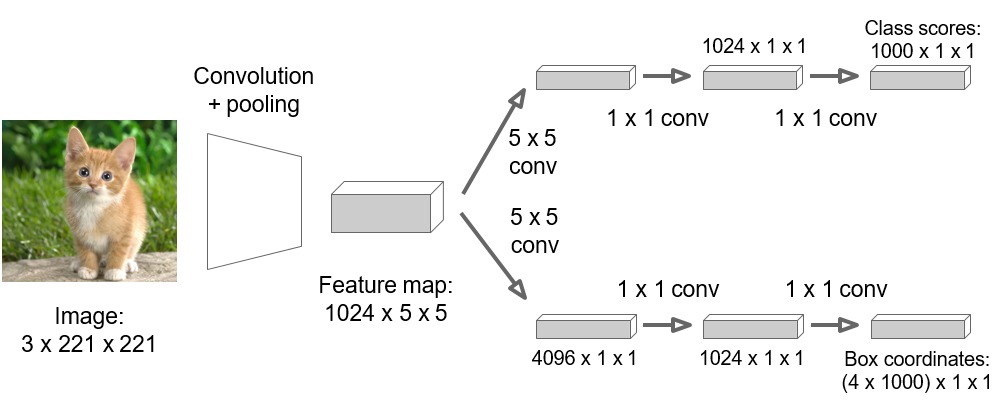 Convolution
+ pooling
Image:
3 x 221 x 221
Feature map:
1024 x 5 x 5
5 x 5
conv
1 x 1 conv
1024 x 1 x 1
1 x 1 conv
Class scores:
1000 x 1 x 1
5 x 5
conv
4096 x 1 x 1
1 x 1 conv
1024 x 1 x 1
1 x 1 conv
Box coordinates:
(4 x 1000) x 1 x 1